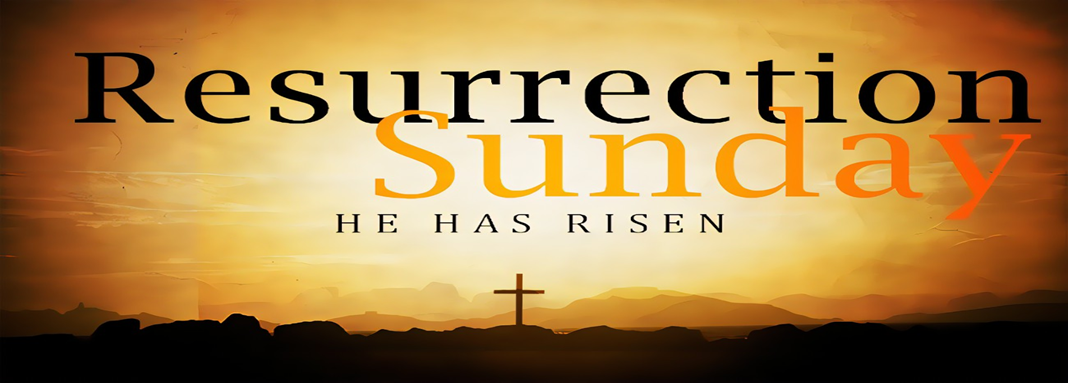 Resurrection
Sunday
HE HAS RISEN